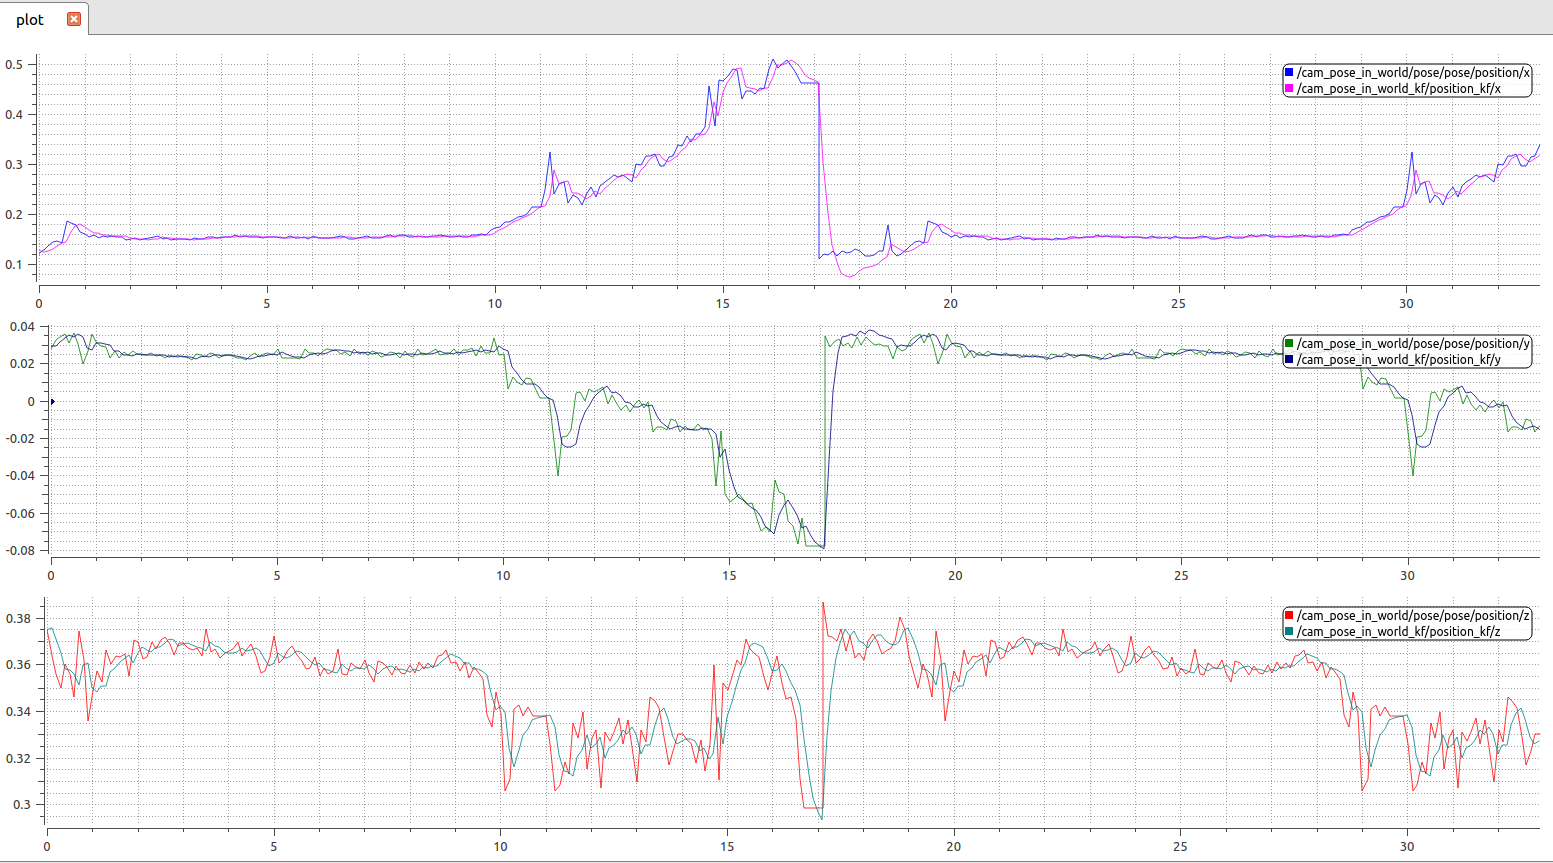 plot
0.5
0.4
0.3
0.2
0.1
/cam_pose_in_world/pose/pose/position/x
/cam_pose_in_world_kf/position_kf/x
0 5 10 15 20 25 30
0.04
0.02
0
-0.02
-0.04
-0.06
-0.08
/cam_pose_in_world/pose/pose/position/y
/cam_pose_in_world_kf/position_kf/y
0 5 10 15 20 25 30
0.38
0.36
0.34
0.32
0.3
/cam_pose_in_world/pose/pose/position/z
/cam_pose_in_world_kf/position_kf/z
0 5 10 15 20 25 30